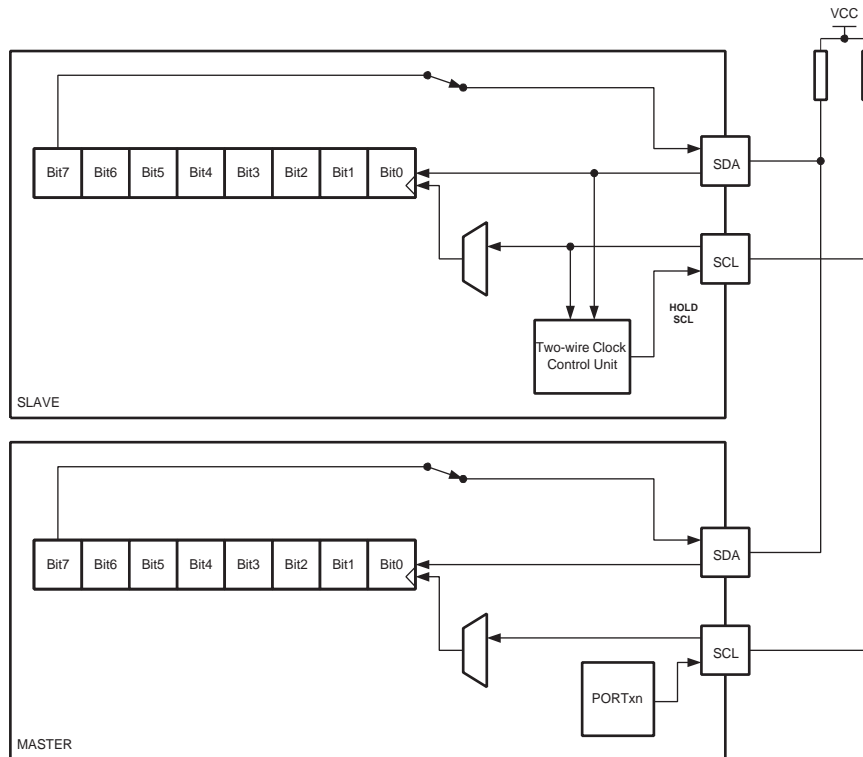 VCC
SDA
Bit7 Bit6 Bit5 Bit4 Bit3 Bit2 Bit1 Bit0
SCL
HOLD
SCL
Two-wire Clock
Control Unit
SLAVE
SDA
Bit7 Bit6 Bit5 Bit4 Bit3 Bit2 Bit1 Bit0
SCL
PORTxn
MASTER